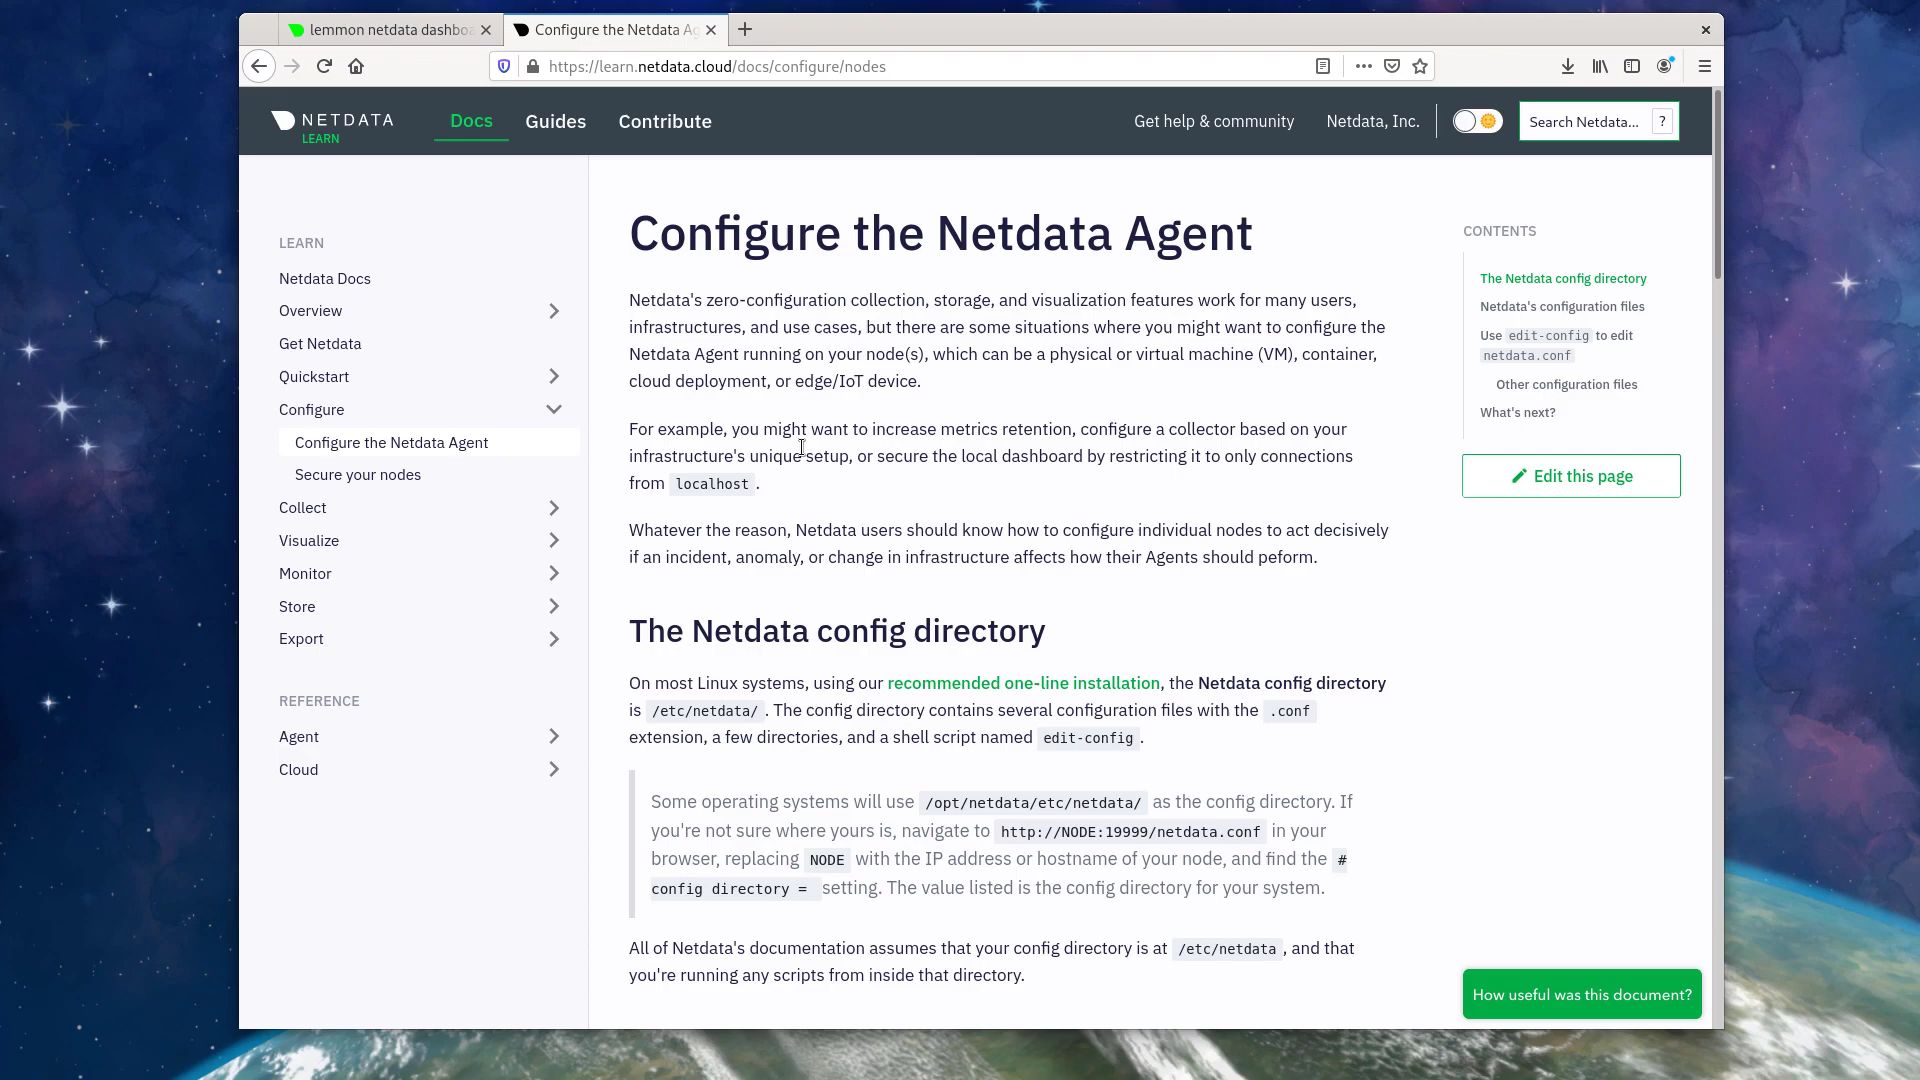 lemmon netdata dashboa
Configure the Netdata Ag
https://learn.netdata.cloud/docs/configure/nodes
NETDATA
LEARN
Docs
Guides
Contribute
Get help & community
Netdata, Inc.
Search Netdata...
?
LEARN
Netdata Docs
Overview
Get Netdata
Quickstart
Configure
Configure the Netdata Agent
Secure your nodes
Collect
Visualize
Monitor
Store
Export
REFERENCE
Agent
Cloud
Configure the Netdata Agent
Netdata's zero-configuration collection, storage, and visualization features work for many users,
infrastructures, and use cases, but there are some situations where you might want to configure the
Netdata Agent running on your node(s), which can be a physical or virtual machine (VM), container,
cloud deployment, or edge/IoT device.
For example, you might want to increase metrics retention, configure a collector based on your
infrastructure's unique setup, or secure the local dashboard by restricting it to only connections
from localhost.
Whatever the reason, Netdata users should know how to configure individual nodes to act decisively
if an incident, anomaly, or change in infrastructure affects how their Agents should peform.
The Netdata config directory
On most Linux systems, using our recommended one-line installation, the Netdata config directory
is /etc/netdata/. The config directory contains several configuration files with the .conf
extension, a few directories, and a shell script named edit-config.
Some operating systems will use /opt/netdata/etc/netdata/ as the config directory. If
you're not sure where yours is, navigate to http://NODE:19999/netdata.conf in your
browser, replacing NODE with the IP address or hostname of your node, and find the #
config directory = setting. The value listed is the config directory for your system.
All of Netdata's documentation assumes that your config directory is at /etc/netdata, and that
you're running any scripts from inside that directory.
CONTENTS
The Netdata config directory
Netdata's configuration files
Use edit-config to edit
netdata.conf
Other configuration files
What's next?
Edit this page
How useful was this document?